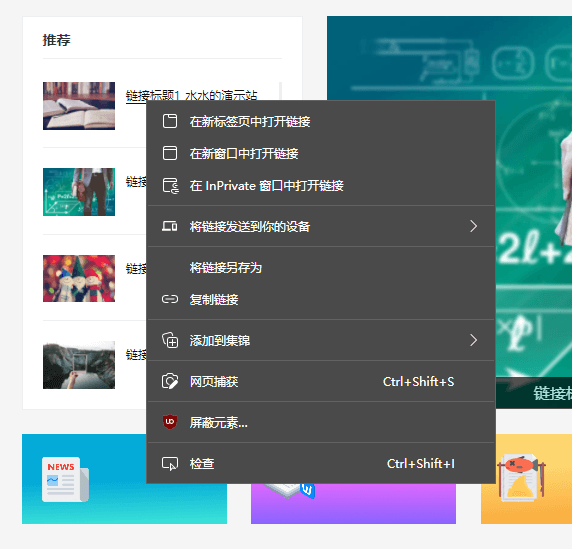 推荐
链接标题1 水水的演示站
链接
链接
链接
在新标签页中打开链接
在新窗口中打开链接
在 InPrivate 窗口中打开链接
将链接发送到你的设备
将链接另存为
复制链接
添加到集锦
网页捕获 Ctrl+Shift+S
屏蔽元素...
检查 Ctrl+Shift+I
链接标
NEWS